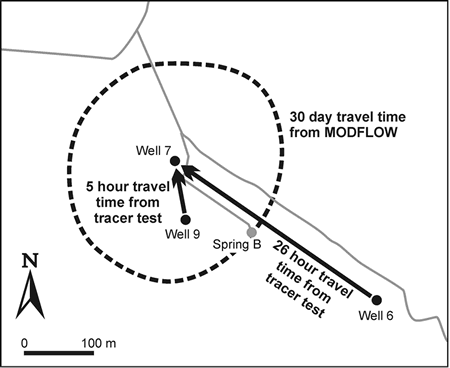 30 day travel time
from MODFLOW
Well 7
5 hour travel
time from
tracer test
Well 9
Spring B
26 hour travel
time from
tracer test
Well 6
N
0 100 m